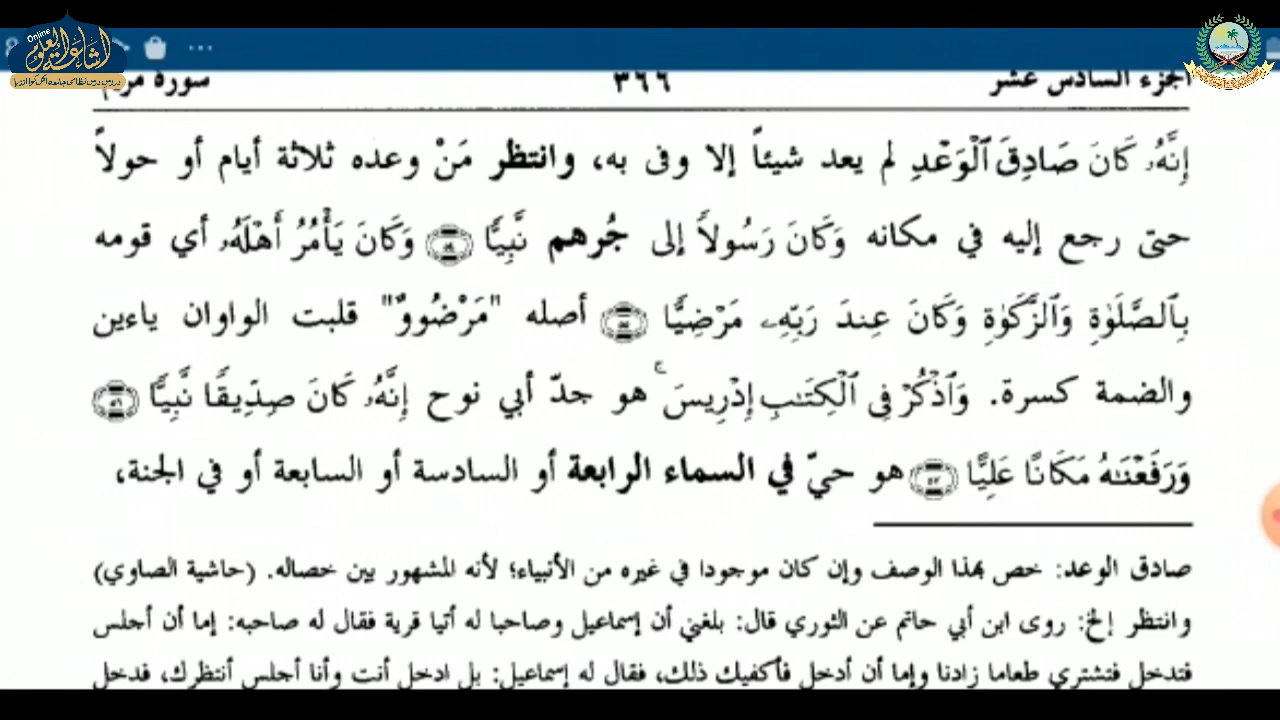 Online
اشاعت العلوم
الجزء السادس عشر ٣٦٦ سورة مريم
إِنَّهُۥ كَانَ صَادِقَ ٱلْوَعْدِ لم يعد شيئاً إلا وفى به، وانتظر مَنْ وعده ثلاثة أيام أو حولاً
حتى رجع إليه في مكانه وَكَانَ رَسُولاً إلى جُرهم نَّبِيًّا ٥٤ وَكَانَ يَأْمُرُ أَهْلَهُۥ أي قومه
بِٱلصَّلَوٰةِ وَٱلزَّكَوٰةِ وَكَانَ عِندَ رَبِّهِۦ مَرْضِيًّا ٥٥ أصله "مَرْضُووٌ" قلبت الواوان ياءين
والضمة كسرة. وَٱذْكُرْ فِى ٱلْكِتَـٰبِ إِدْرِيسَ ۚ هو جدّ أبي نوح إِنَّهُۥ كَانَ صِدِّيقًا نَّبِيًّا ٥٦
وَرَفَعْنَـٰهُ مَكَانًا عَلِيًّا ٥٧ هو حيّ في السماء الرابعة أو السادسة أو السابعة أو في الجنة،
صادق الوعد: خص بهذا الوصف وإن كان موجودا في غيره من الأنبياء؛ لأنه المشهور بين خصاله. (حاشية الصاوي)
وانتظر إلخ: روى ابن أبي حاتم عن الثوري قال: بلغني أن إسماعيل وصاحبا له أتيا قرية فقال له صاحبه: إما أن أجلس
فتدخل فتشتري طعاما زادنا وإما أن أدخل فأكفيك ذلك، فقال له إسماعيل: بل ادخل أنت وأنا أجلس أنتظرك، فدخل